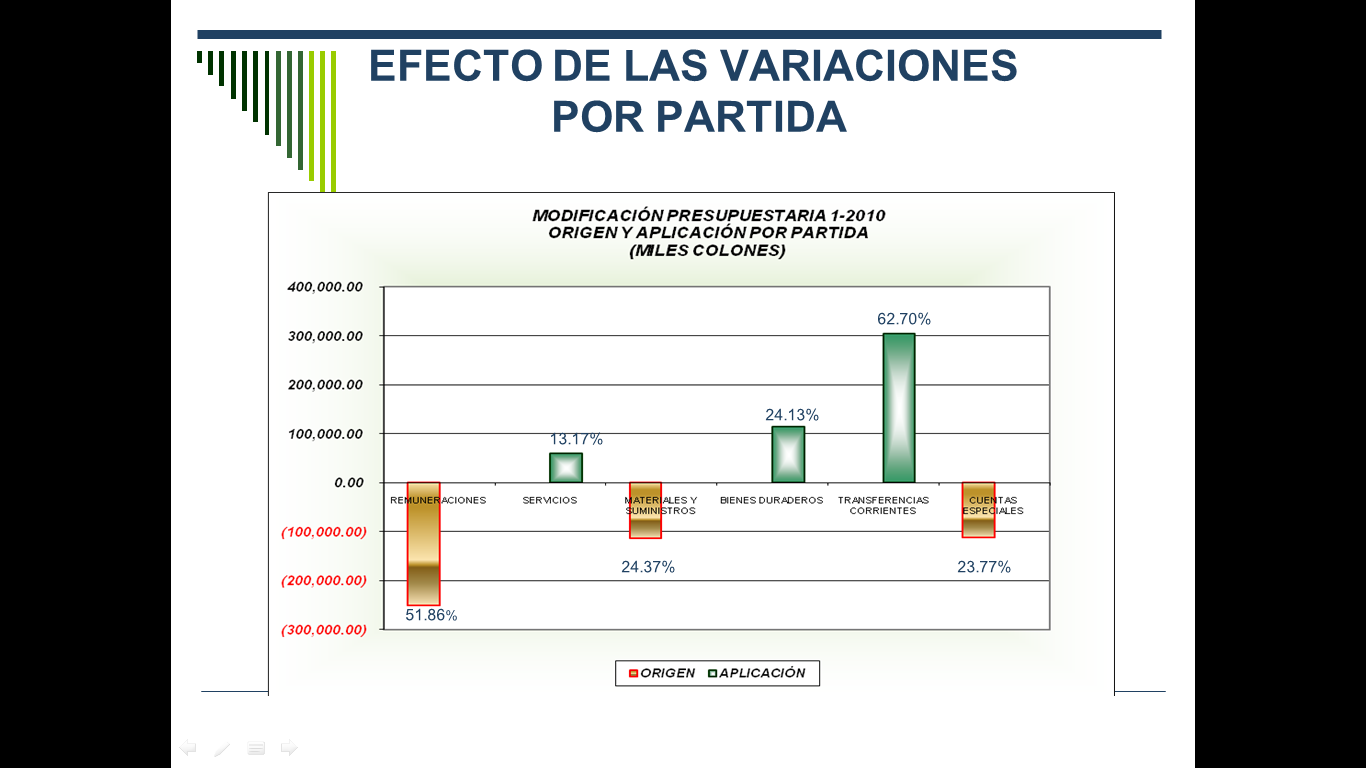 EFECTO DE LAS VARIACIONES
POR PARTIDA
MODIFICACIÓN PRESUPUESTARIA 1-2010
ORIGEN Y APLICACIÓN POR PARTIDA
(MILES COLONES)
400,000.00
300,000.00
200,000.00
100,000.00
0.00
(100,000.00)
(200,000.00)
(300,000.00)
62.70%
24.13%
13.17%
REMUNERACIONES
SERVICIOS
MATERIALES Y
SUMINISTROS
BIENES DURADEROS
TRANSFERENCIAS
CORRIENTES
CUENTAS
ESPECIALES
24.37%
23.77%
51.86%
ORIGEN APLICACIÓN